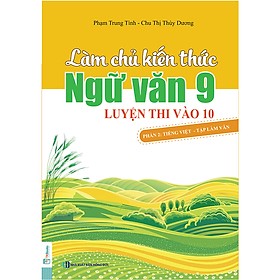 Phạm Trung Tình - Chu Thị Thùy Dương
Làm chủ kiến thức
Ngữ văn 9
LUYỆN THI VÀO 10
PHẦN 2: TIẾNG VIỆT - TẬP LÀM VĂN